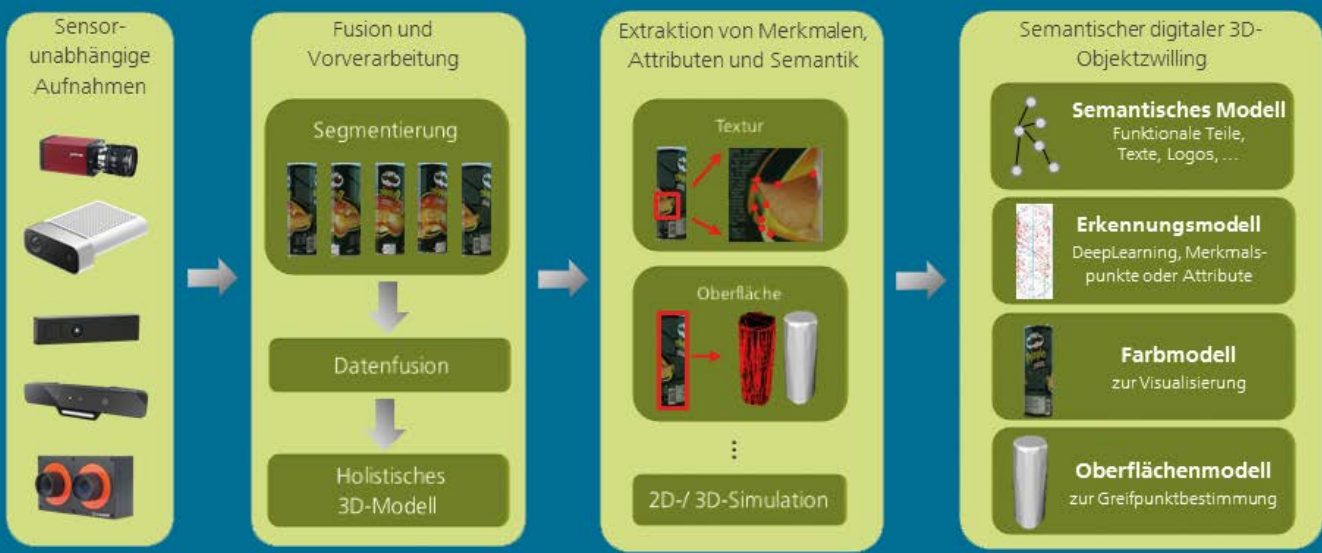 Sensor-
unabhängige
Aufnahmen
Fusion und
Vorverarbeitung
Segmentierung
Datenfusion
Holistisches
3D-Modell
Extraktion von Merkmalen,
Attributen und Semantik
Textur
Oberfläche
⋮
2D-/ 3D-Simulation
Semantischer digitaler 3D-
Objektzwilling
Semantisches Modell
Funktionale Teile,
Texte, Logos, ...
Erkennungsmodell
DeepLearning, Merkmals-
punkte oder Attribute
Farbmodell
zur Visualisierung
Oberflächenmodell
zur Greifpunktbestimmung